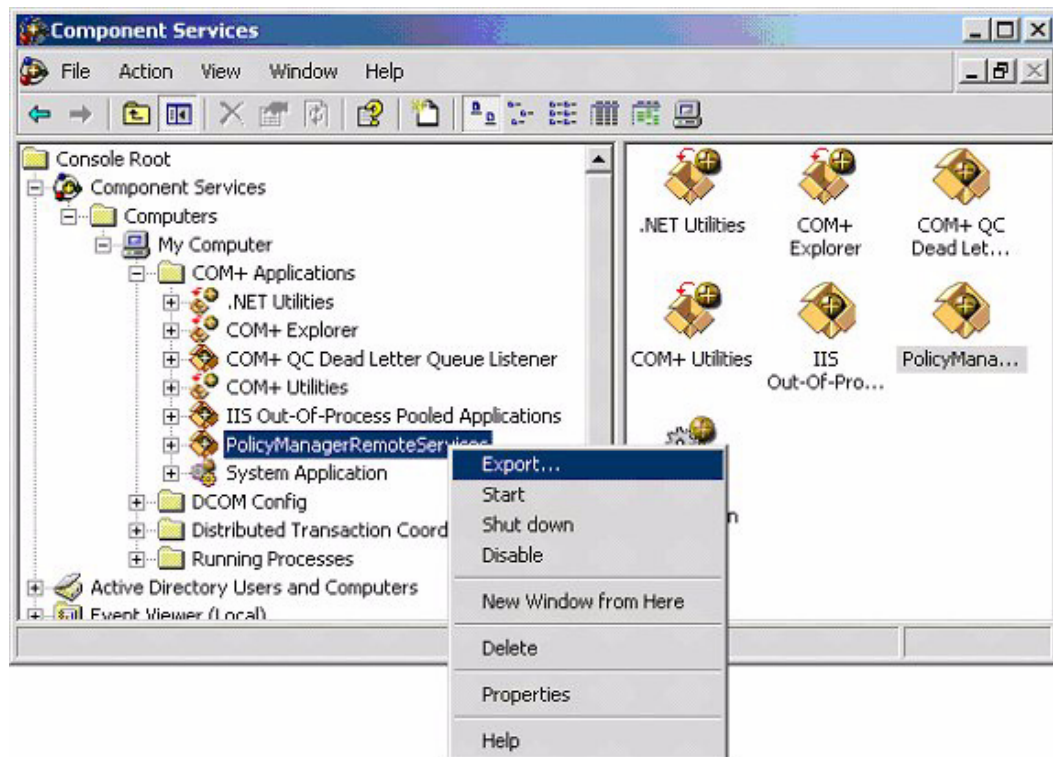 Component Services
File Action View Window Help
Console Root
Component Services
Computers
My Computer
COM+ Applications
.NET Utilities
COM+ Explorer
COM+ QC Dead Letter Queue Listener
COM+ Utilities
IIS Out-Of-Process Pooled Applications
PolicyManagerRemoteServices
System Application
DCOM Config
Distributed Transaction Coord
Running Processes
Active Directory Users and Computers
Event Viewer (Local)
.NET Utilities
COM+
Explorer
COM+ QC
Dead Let...
COM+ Utilities
IIS
Out-Of-Pro...
PolicyMana...
n
Export...
Start
Shut down
Disable
New Window from Here
Delete
Properties
Help